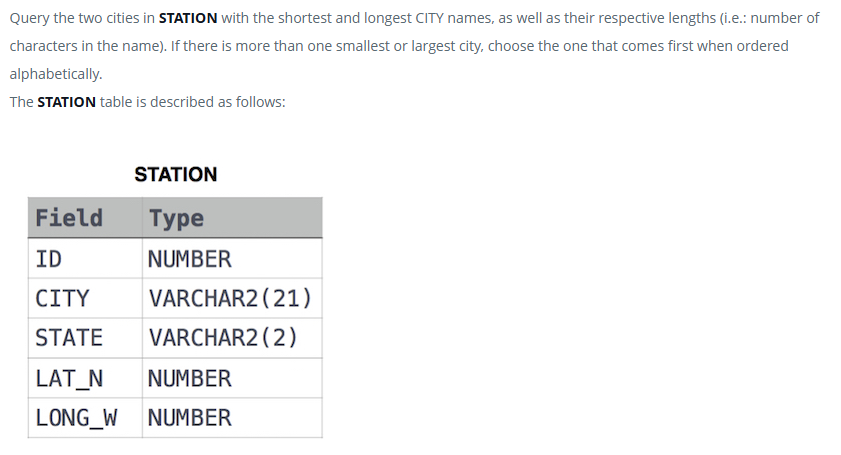 Query the two cities in STATION with the shortest and longest CITY names, as well as their respective lengths (i.e.: number of
characters in the name). If there is more than one smallest or largest city, choose the one that comes first when ordered
alphabetically.
The STATION table is described as follows:
STATION
Field Type
ID NUMBER
CITY VARCHAR2(21)
STATE VARCHAR2(2)
LAT_N NUMBER
LONG_W NUMBER